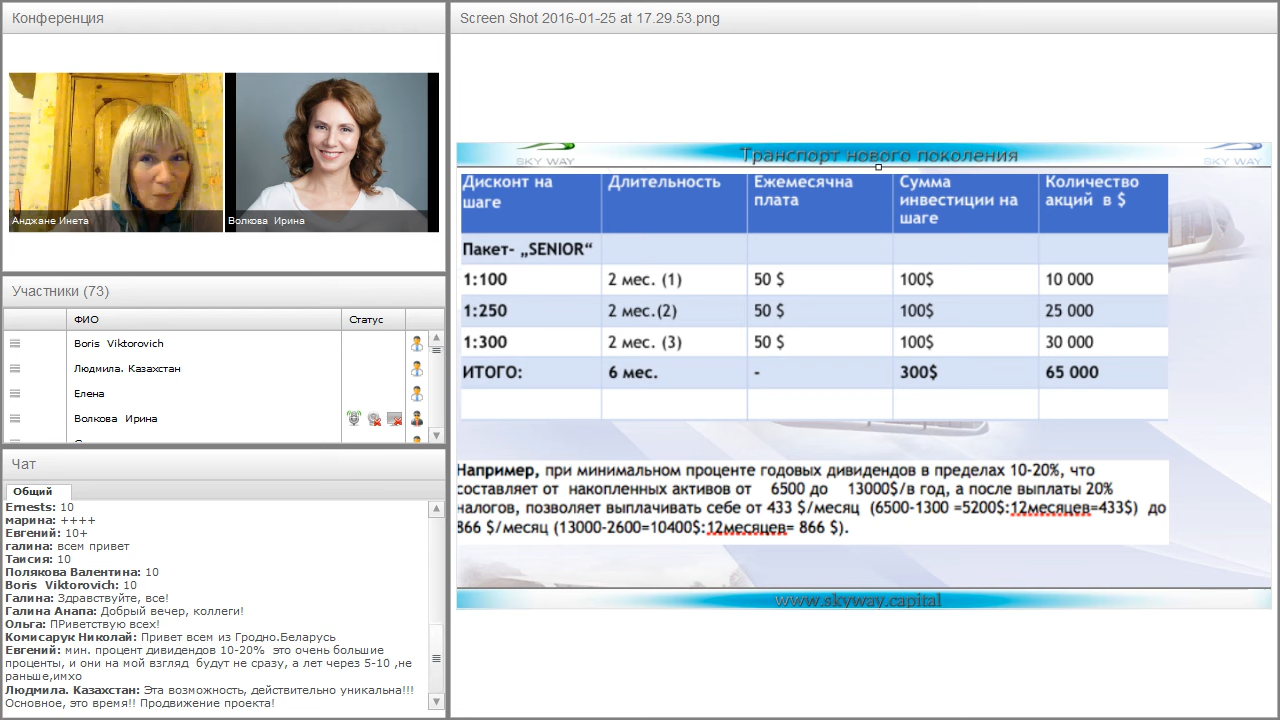 Конференция
Анджане Инета
Волкова Ирина
Участники (73)
ФИО Статус
Boris Viktorovich
Людмила. Казахстан
Елена
Волкова Ирина
Чат
Общий
Ernests: 10
марина: ++++
Евгений: 10+
галина: всем привет
Таисия: 10
Полякова Валентина: 10
Boris Viktorovich: 10
Галина: Здравствуйте, все!
Галина Анапа: Добрый вечер, коллеги!
Ольга: ПРиветствую всех!
Комисарук Николай: Привет всем из Гродно.Беларусь
Евгений: мин. процент дивидендов 10-20% это очень большие
проценты, и они на мой взгляд будут не сразу, а лет через 5-10 ,не
раньше,имхо
Людмила. Казахстан: Эта возможность, действительно уникальна!!!
Основное, это время!! Продвижение проекта!
Screen Shot 2016-01-25 at 17.29.53.png
SKY WAY
Транспорт нового поколения
SKY WAY
Дисконт на шаге Длительность Ежемесячна плата Сумма инвестиции на шаге Количество акций в $
Пакет- „SENIOR“
1:100 2 мес. (1) 50 $ 100$ 10 000
1:250 2 мес.(2) 50 $ 100$ 25 000
1:300 2 мес. (3) 50 $ 100$ 30 000
ИТОГО: 6 мес. - 300$ 65 000
Например, при минимальном проценте годовых дивидендов в пределах 10-20%, что
составляет от накопленных активов от 6500 до 13000$/в год, а после выплаты 20%
налогов, позволяет выплачивать себе от 433 $/месяц (6500-1300 =5200$:12месяцев=433$) до
866 $/месяц (13000-2600=10400$:12месяцев= 866 $).
www.skyway.capital